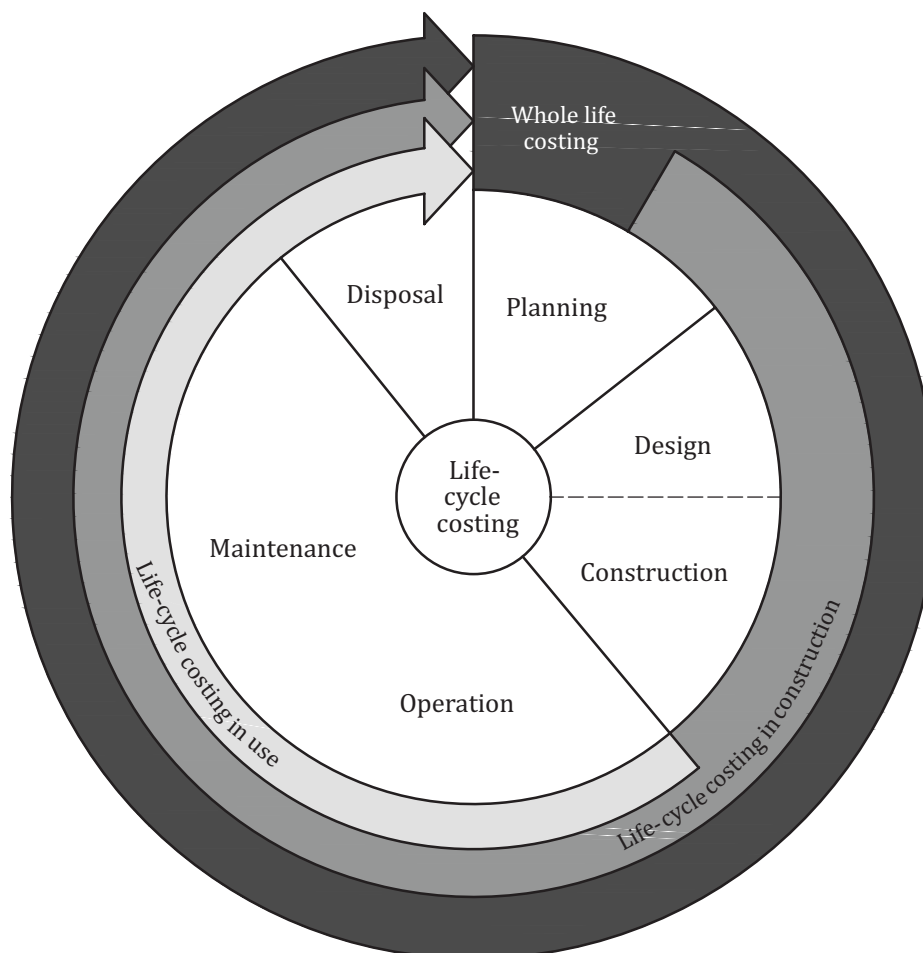 Whole life
costing
Disposal
Planning
Design
Life-
cycle
costing
Maintenance
Construction
Operation
Life-cycle costing in use
Life-cycle costing in construction